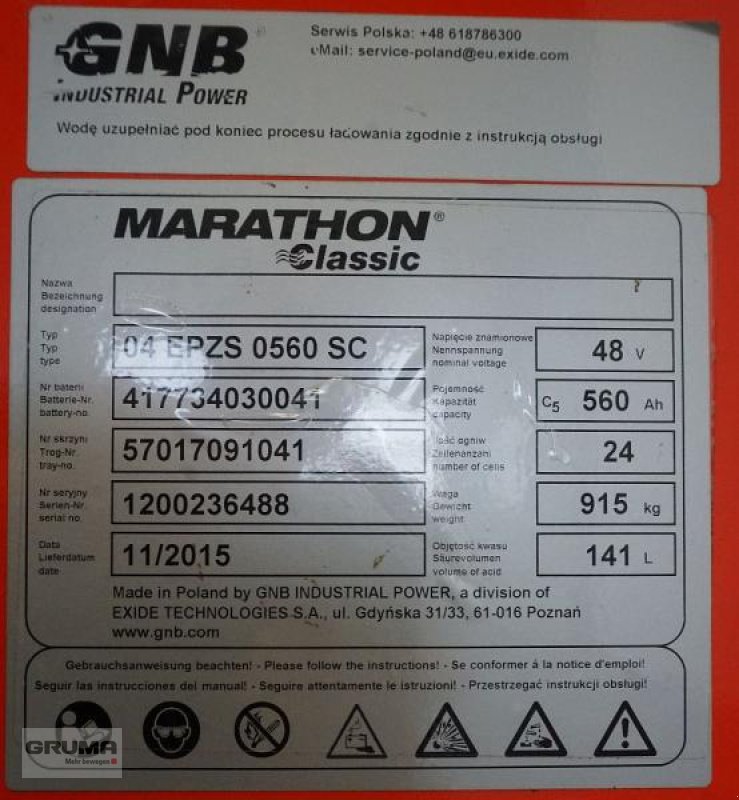 GNB
INDUSTRIAL POWER
Serwis Polska: +48 618786300
eMail: service-poland@eu.exide.com
Wodę uzupełniać pod koniec procesu ładowania zgodnie z instrukcją obsługi
MARATHON®
Classic
Nazwa
Bezeichnung
designation
Typ
Typ
type
04 EPZS 0560 SC
Napięcie znamionowe
Nennspannung
nominal voltage
48 V
Nr baterii
Batterie-Nr.
battery-no.
417734030041
Pojemność
Kapazität
capacity
C5 560 Ah
Nr skrzyni
Trog-Nr.
tray-no.
57017091041
Ilość ogniw
Zellenanzahl
number of cells
24
Nr seryjny
Serien-Nr.
serial no.
1200236488
Waga
Gewicht
weight
915 kg
Data
Lieferdatum
date
11/2015
Objętość kwasu
Säurevolumen
volume of acid
141 L
Made in Poland by GNB INDUSTRIAL POWER, a division of
EXIDE TECHNOLOGIES S.A., ul. Gdyńska 31/33, 61-016 Poznań
www.gnb.com
Gebrauchsanweisung beachten! - Please follow the instructions! - Se conformer à la notice d'emploi!
Seguir las instrucciones del manual! - Seguire attentamente le istruzioni! - Przestrzegać instrukcji obsługi!
GRUMA
Mehr bewegen.